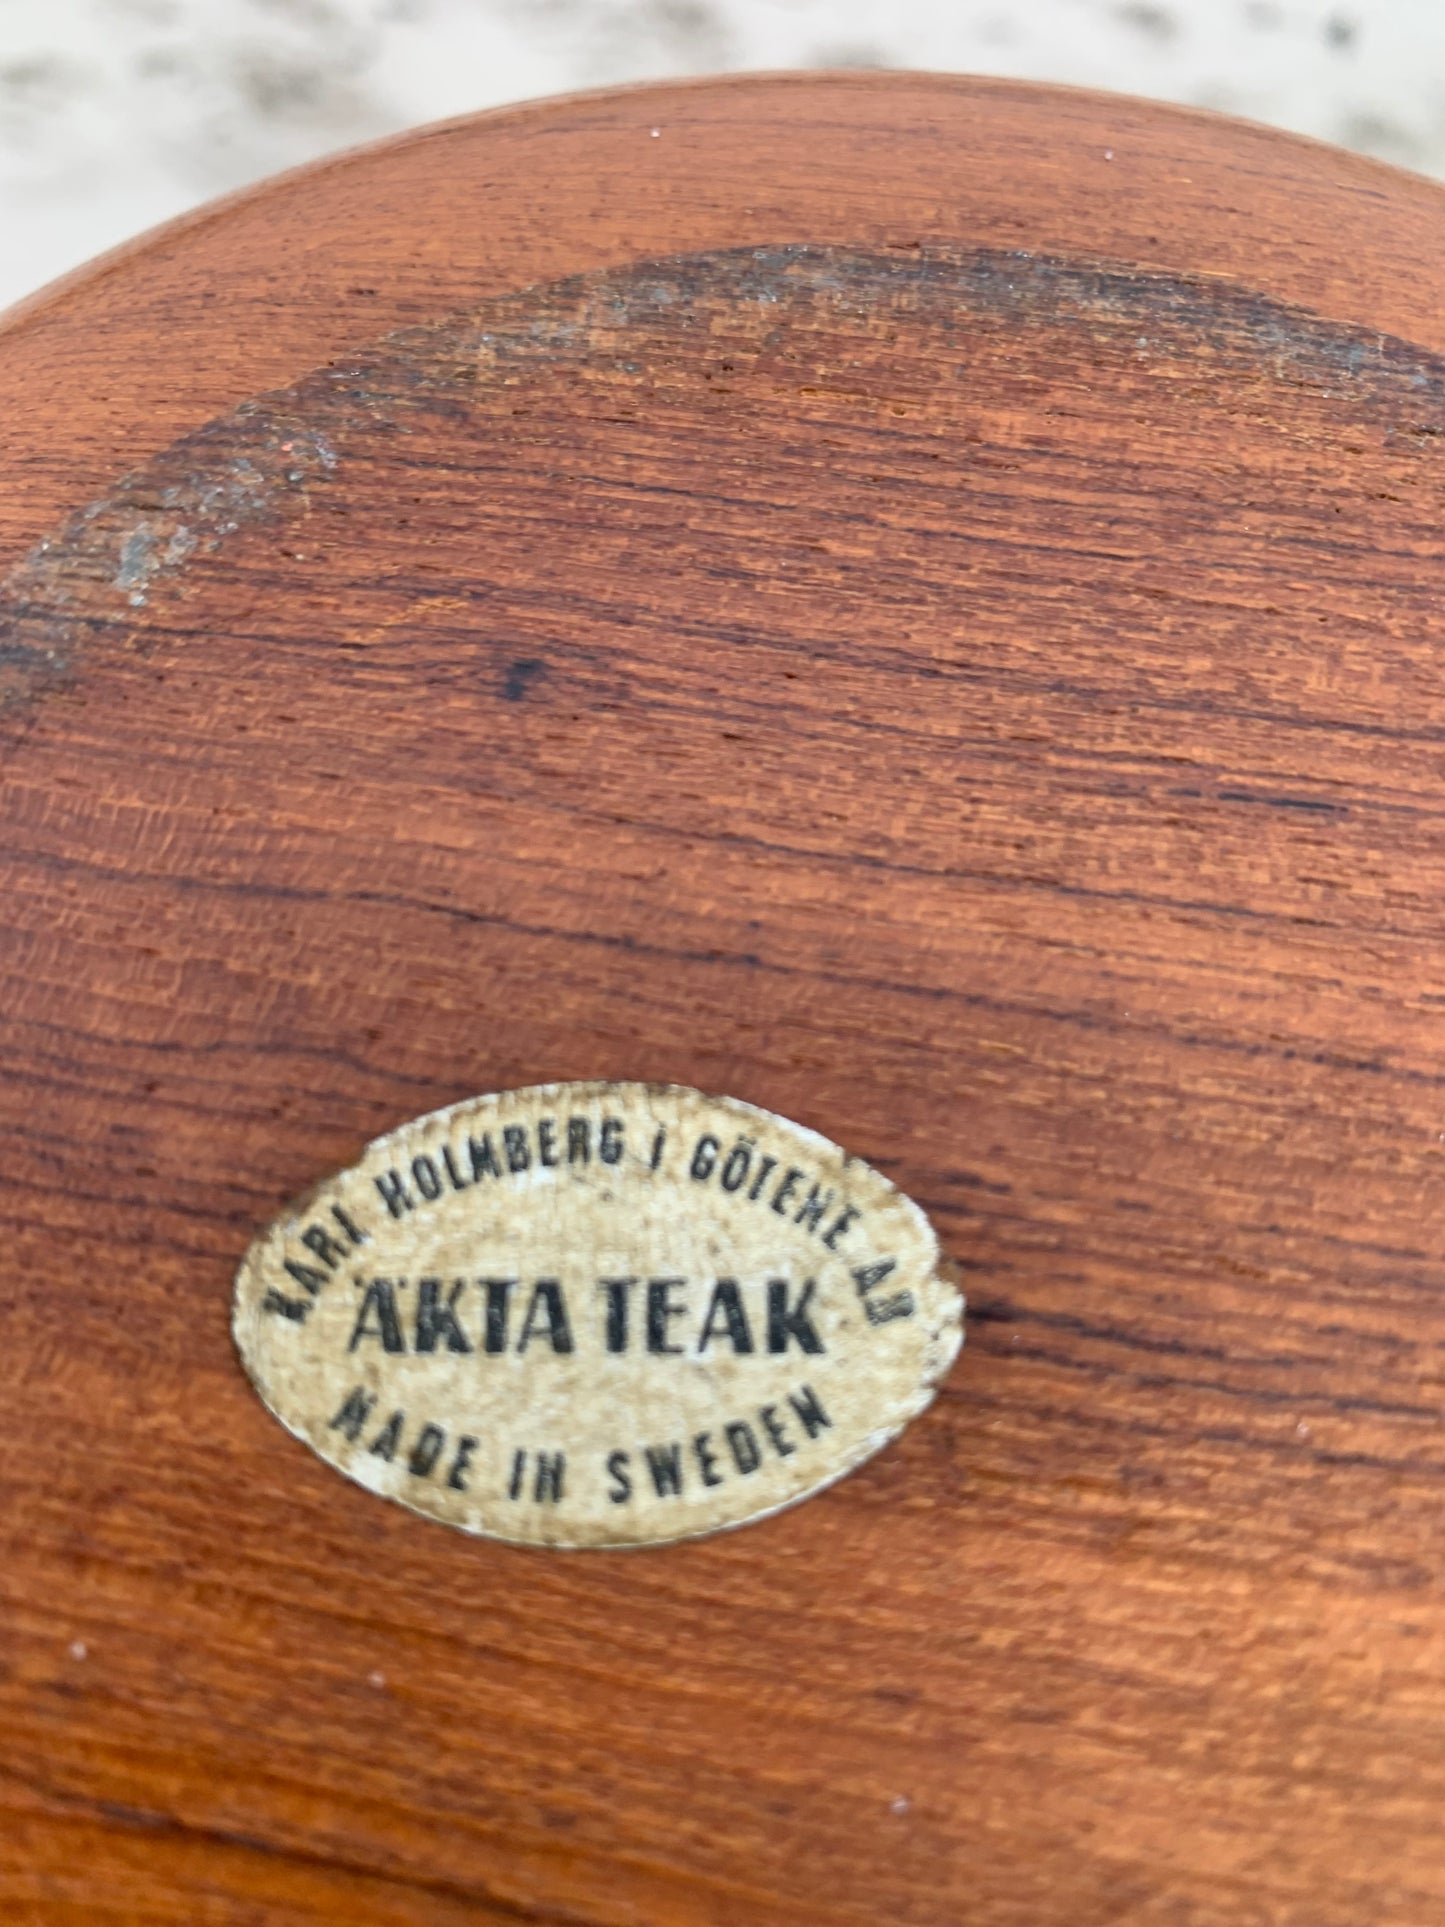 KARL HOLMBERG i GÖTENE AB
ÄKTA TEAK
MADE IN SWEDEN